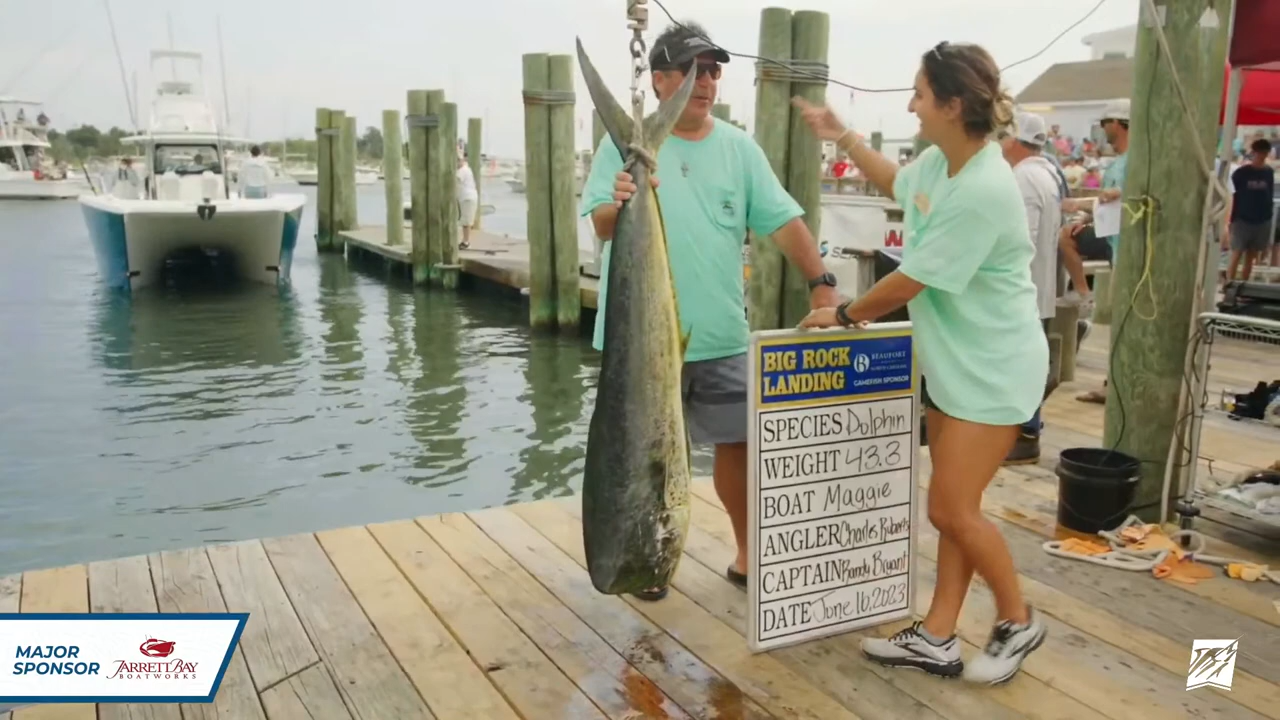 BIG ROCK
LANDING
B BEAUFORT
NORTH CAROLINA
GAMEFISH SPONSOR
SPECIES Dolphin
WEIGHT 43.3
BOAT Maggie
ANGLER Charles Roberts
CAPTAIN Randy Bryant
DATE June 16, 2023
MAJOR
SPONSOR
JARRETT BAY
BOATWORKS